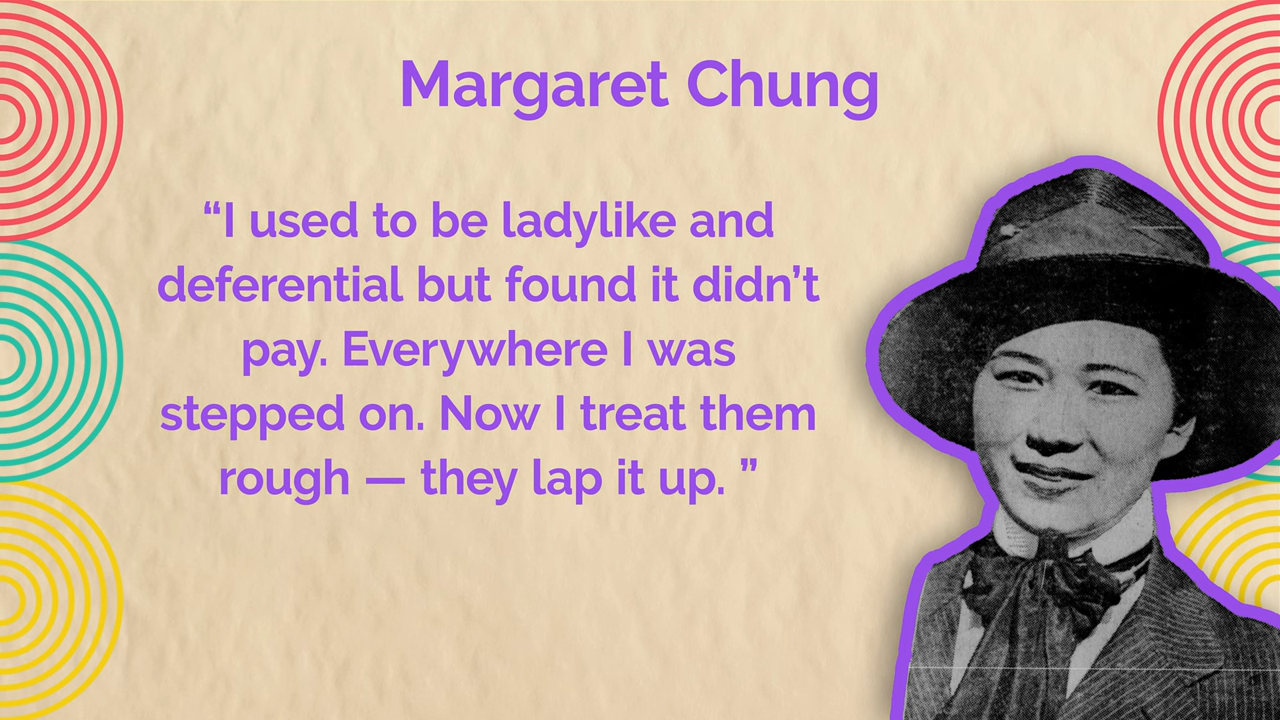 Margaret Chung
“I used to be ladylike and
deferential but found it didn’t
pay. Everywhere I was
stepped on. Now I treat them
rough — they lap it up. ”